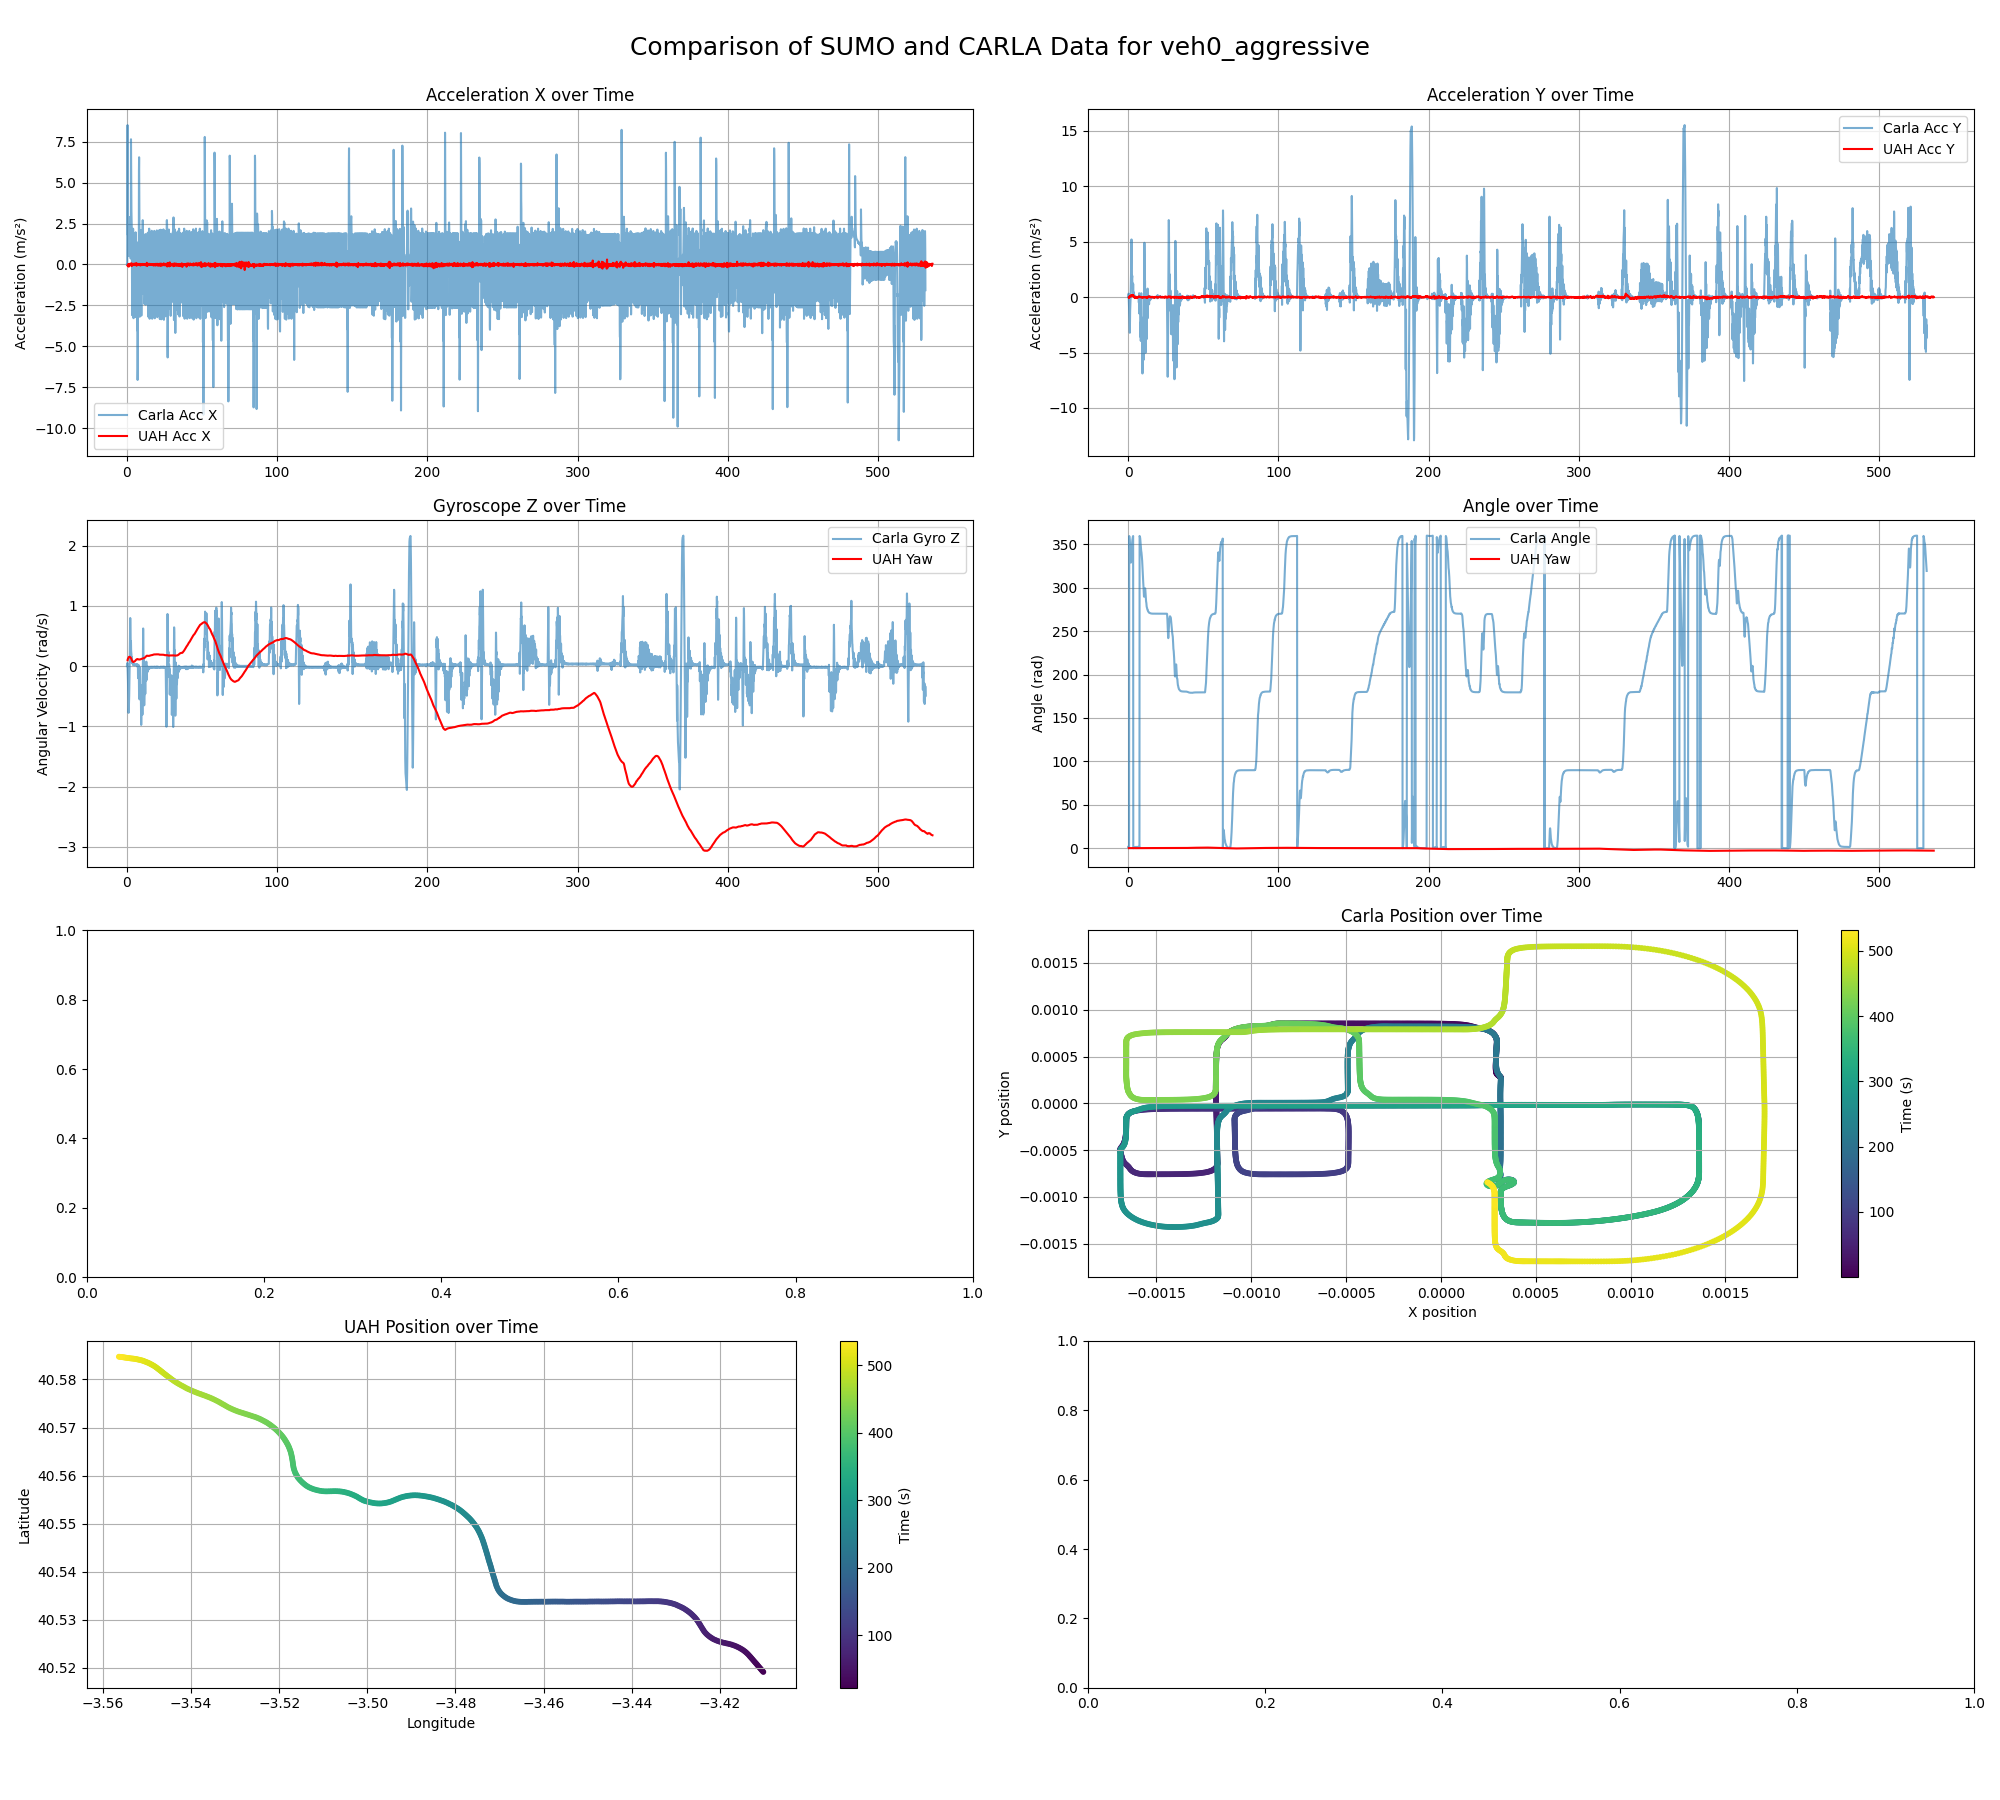 Comparison of SUMO and CARLA Data for veh0_aggressive
Acceleration X over Time
Acceleration (m/s²)
7.5
5.0
2.5
0.0
−2.5
−5.0
−7.5
−10.0
Carla Acc X
UAH Acc X
0 100 200 300 400 500
Acceleration Y over Time
Acceleration (m/s²)
15
10
5
0
−5
−10
Carla Acc Y
UAH Acc Y
0 100 200 300 400 500
Gyroscope Z over Time
Angular Velocity (rad/s)
2
1
0
−1
−2
−3
Carla Gyro Z
UAH Yaw
0 100 200 300 400 500
Angle over Time
Angle (rad)
350
300
250
200
150
100
50
0
Carla Angle
UAH Yaw
0 100 200 300 400 500
1.0
0.8
0.6
0.4
0.2
0.0
0.0 0.2 0.4 0.6 0.8 1.0
Carla Position over Time
Y position
0.0015
0.0010
0.0005
0.0000
−0.0005
−0.0010
−0.0015
−0.0015 −0.0010 −0.0005 0.0000 0.0005 0.0010 0.0015
X position
500
400
300
200
100
Time (s)
UAH Position over Time
Latitude
40.58
40.57
40.56
40.55
40.54
40.53
40.52
−3.56 −3.54 −3.52 −3.50 −3.48 −3.46 −3.44 −3.42
Longitude
500
400
300
200
100
Time (s)
1.0
0.8
0.6
0.4
0.2
0.0
0.0 0.2 0.4 0.6 0.8 1.0